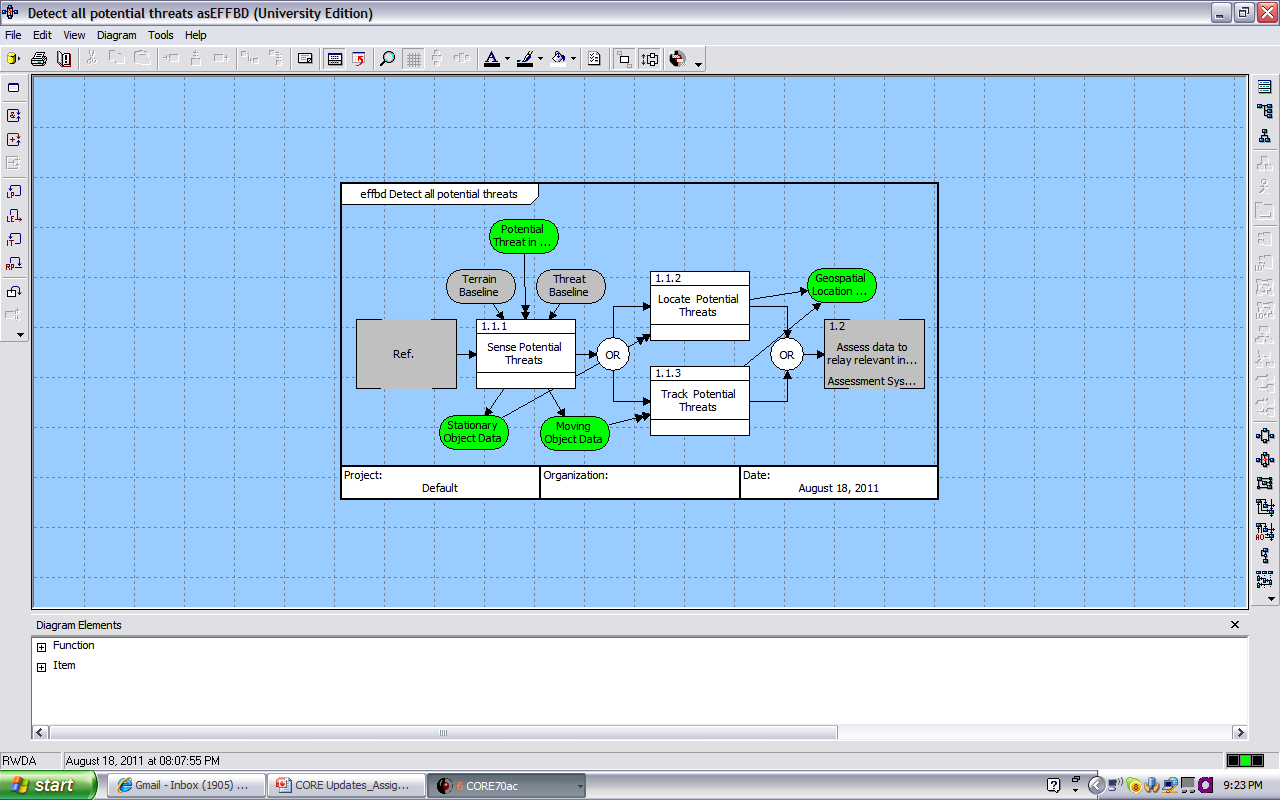 Detect all potential threats asEFFBD (University Edition)
File Edit View Diagram Tools Help
effbd Detect all potential threats
Potential
Threat in ...
Terrain
Baseline
Threat
Baseline
Ref.
1.1.1
Sense Potential
Threats
OR
1.1.2
Locate Potential
Threats
1.1.3
Track Potential
Threats
Geospatial
Location ...
OR
1.2
Assess data to
relay relevant in...
Assessment Sys...
Stationary
Object Data
Moving
Object Data
Project:
Default
Organization:
Date:
August 18, 2011
Diagram Elements
Function
Item
RWDA August 18, 2011 at 08:07:55 PM
start Gmail - Inbox (1905) ... CORE Updates_Assig... 6 CORE70ac 9:23 PM